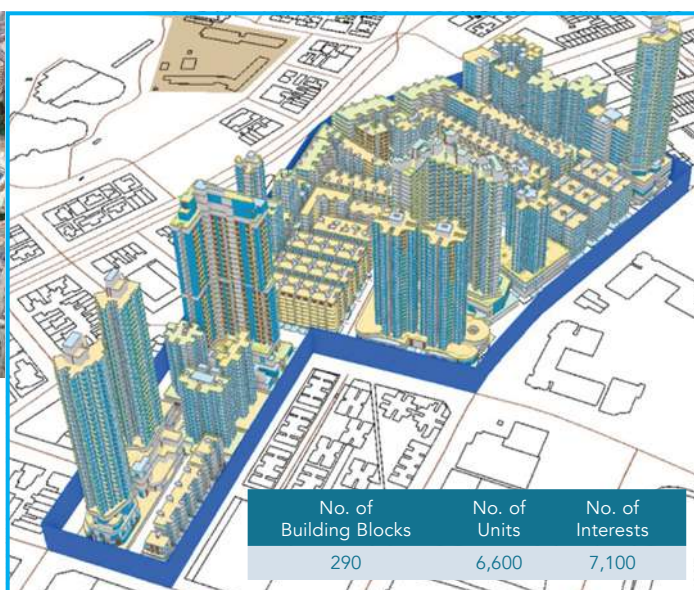 No. of No. of No. of
Building Blocks Units Interests
290 6,600 7,100